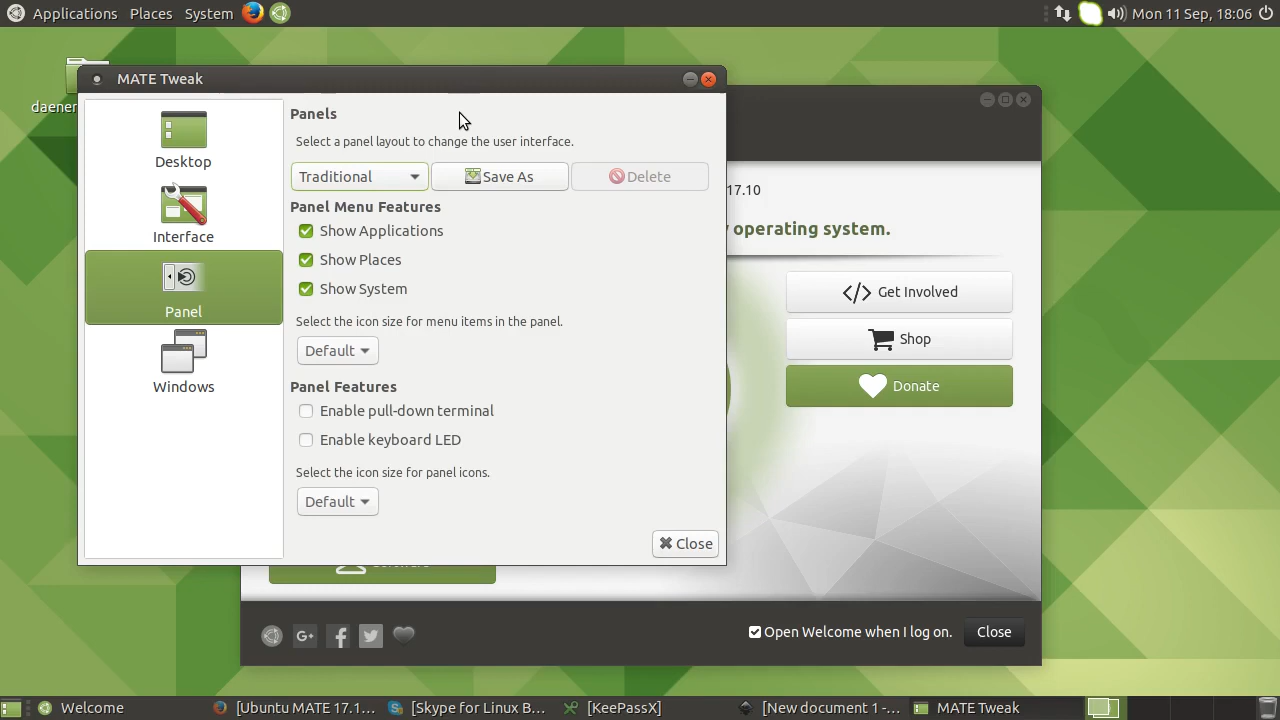 Applications Places System Mon 11 Sep, 18:06
daener
MATE Tweak
Desktop
Interface
Panel
Windows
Panels
Select a panel layout to change the user interface.
Traditional Save As Delete
Panel Menu Features
Show Applications
Show Places
Show System
Select the icon size for menu items in the panel.
Default
Panel Features
Enable pull-down terminal
Enable keyboard LED
Select the icon size for panel icons.
Default
Close
17.10
operating system.
Get Involved
Shop
Donate
G+
Open Welcome when I log on. Close
Welcome [Ubuntu MATE 17.1... [Skype for Linux B... [KeePassX] [New document 1 -... MATE Tweak